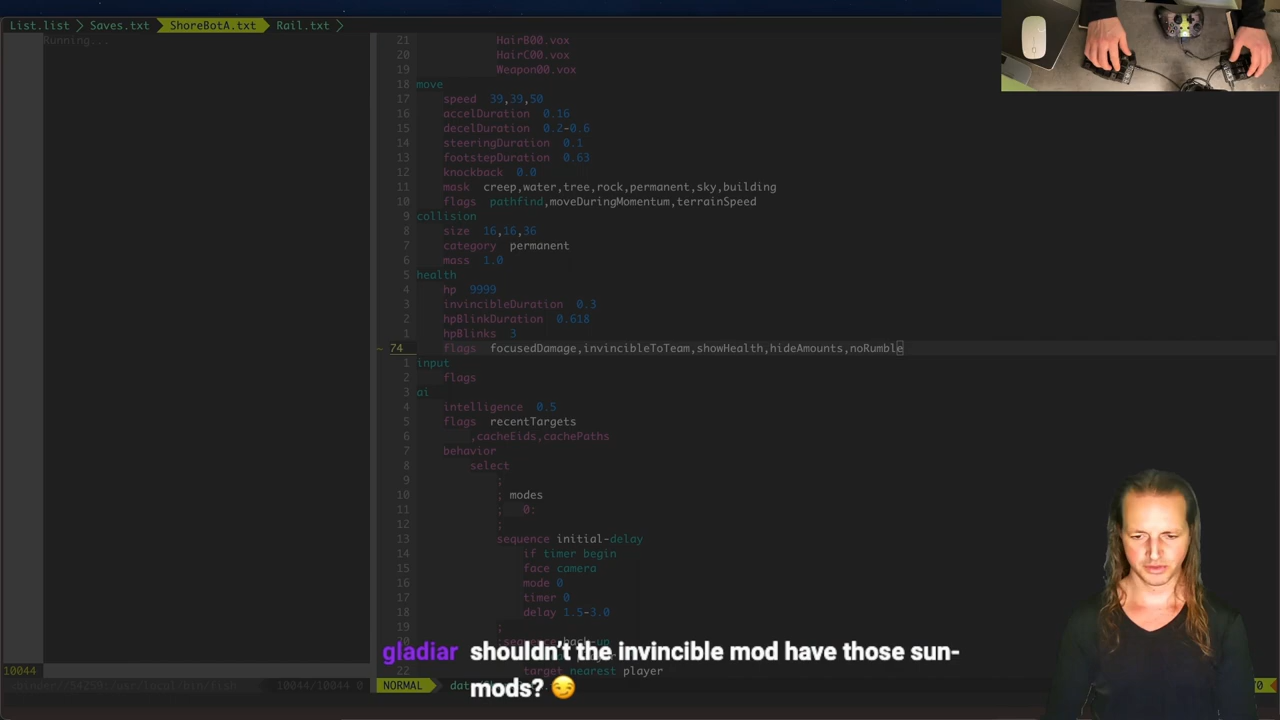 List.list
Saves.txt
ShoreBotA.txt
Rail.txt
Running...
21 HairB00.vox
20 HairC00.vox
19 Weapon00.vox
18 move
17 speed 39,39,50
16 accelDuration 0.16
15 decelDuration 0.2-0.6
14 steeringDuration 0.1
13 footstepDuration 0.63
12 knockback 0.0
11 mask creep,water,tree,rock,permanent,sky,building
10 flags pathfind,moveDuringMomentum,terrainSpeed
9 collision
8 size 16,16,36
7 category permanent
6 mass 1.0
5 health
4 hp 9999
3 invincibleDuration 0.3
2 hpBlinkDuration 0.618
1 hpBlinks 3
~ 74 flags focusedDamage,invincibleToTeam,showHealth,hideAmounts,noRumble
1 input
2 flags
3 ai
4 intelligence 0.5
5 flags recentTargets
6 ,cacheEids,cachePaths
7 behavior
8 select
9 ;
10 ; modes
11 ; 0:
12 ;
13 sequence initial-delay
14 if timer begin
15 face camera
16 mode 0
17 timer 0
18 delay 1.5-3.0
19 ;
;sequence back-up
22 target nearest player
gladiar shouldn't the invincible mod have those sun-
mods? 😏
10044
10044/10044 0
NORMAL